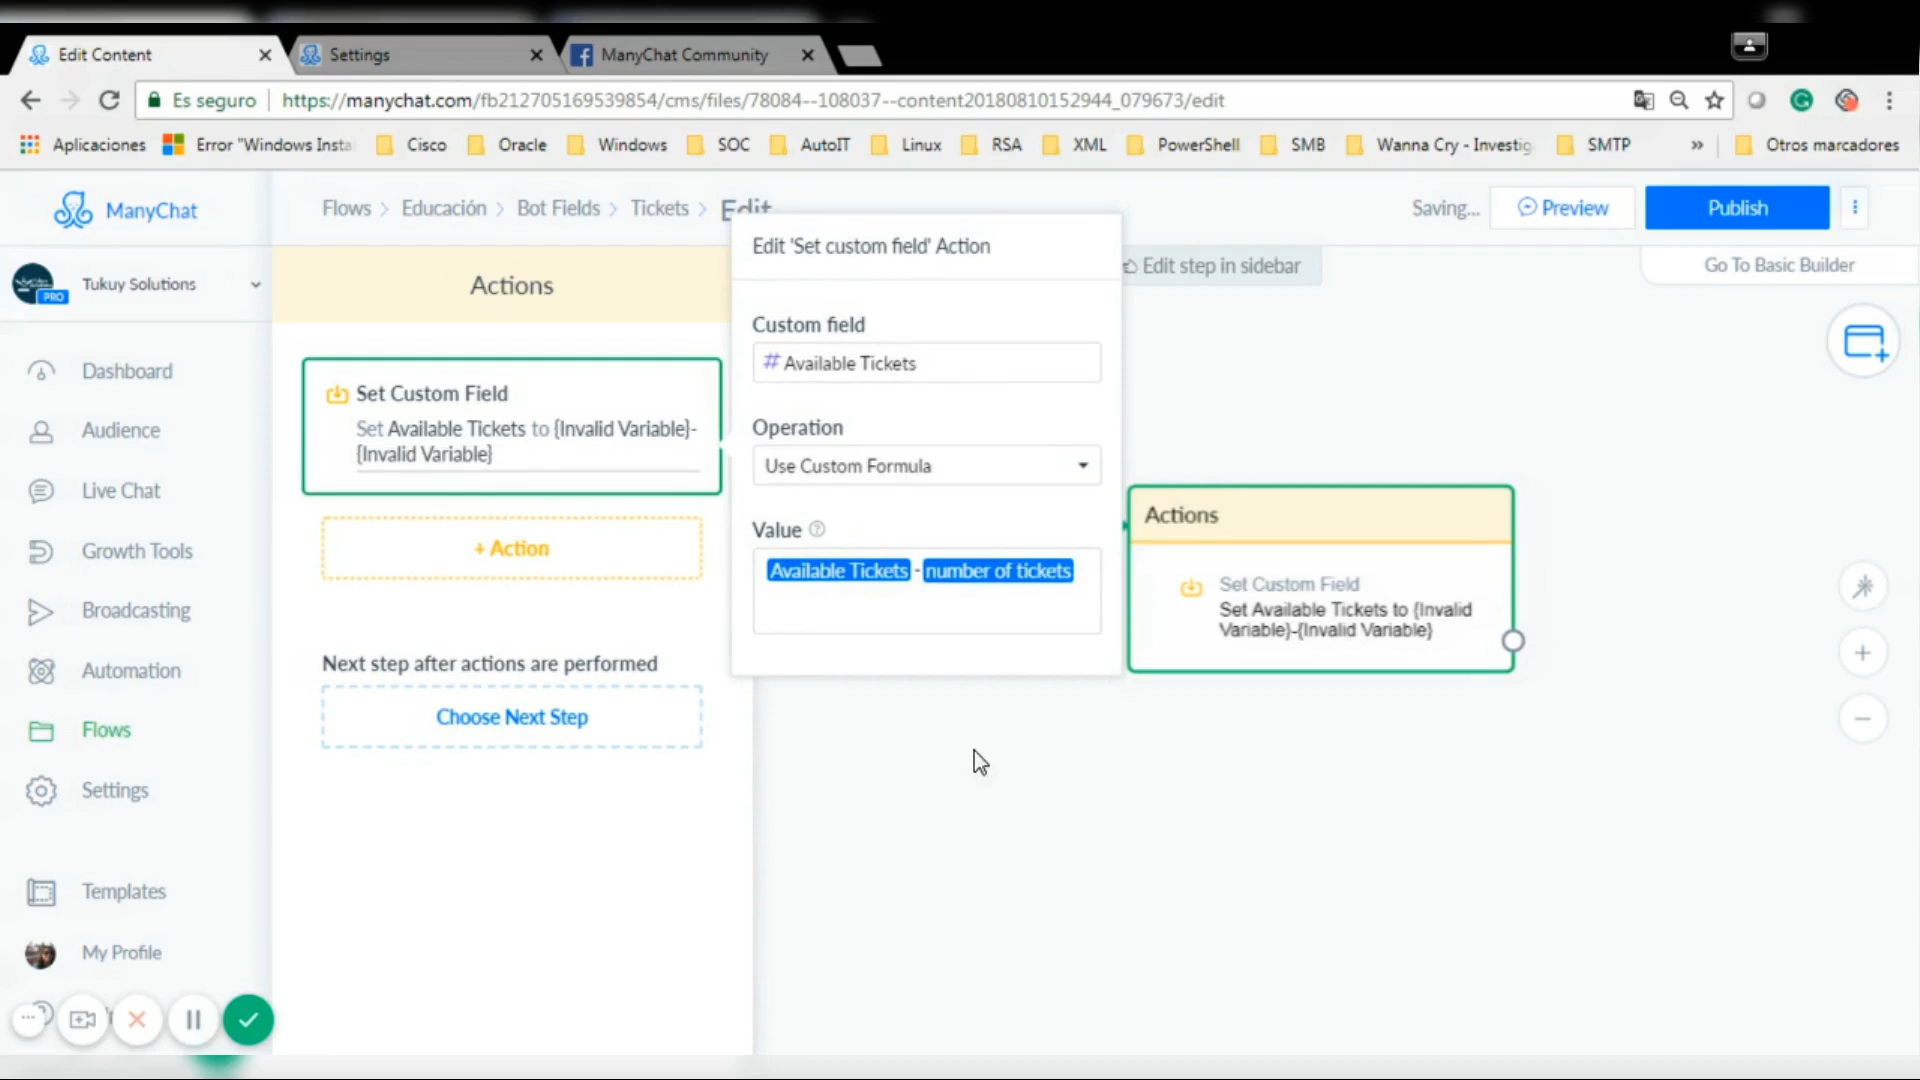 Edit Content
Settings
ManyChat Community
Es seguro
https://manychat.com/fb212705169539854/cms/files/78084--108037--content20180810152944_079673/edit
Aplicaciones
Error "Windows Insta
Cisco
Oracle
Windows
SOC
AutoIT
Linux
RSA
XML
PowerShell
SMB
Wanna Cry - Investig
SMTP
»
Otros marcadores
ManyChat
Flows > Educación > Bot Fields > Tickets > Edit
Saving...
Preview
Publish
Tukuy Solutions
PRO
Dashboard
Audience
Live Chat
Growth Tools
Broadcasting
Automation
Flows
Settings
Templates
My Profile
Actions
Set Custom Field
Set Available Tickets to {Invalid Variable}-
{Invalid Variable}
+ Action
Next step after actions are performed
Choose Next Step
Edit 'Set custom field' Action
Custom field
# Available Tickets
Operation
Use Custom Formula
Value
Available Tickets - number of tickets
Edit step in sidebar
Go To Basic Builder
Actions
Set Custom Field
Set Available Tickets to {Invalid
Variable}-{Invalid Variable}